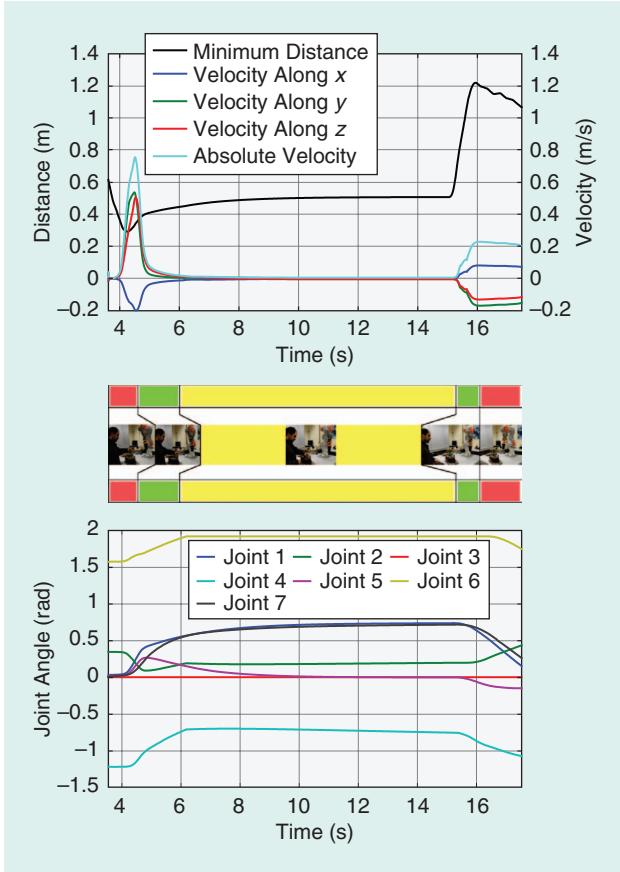 Minimum Distance
Velocity Along x
Velocity Along y
Velocity Along z
Absolute Velocity
1.4
1.2
1
0.8
0.6
0.4
0.2
0
–0.2
Distance (m)
1.4
1.2
1
0.8
0.6
0.4
0.2
0
–0.2
Velocity (m/s)
4 6 8 10 12 14 16
Time (s)
2
1.5
1
0.5
0
–0.5
–1
–1.5
Joint Angle (rad)
Joint 1 Joint 2 Joint 3
Joint 4 Joint 5 Joint 6
Joint 7
4 6 8 10 12 14 16
Time (s)